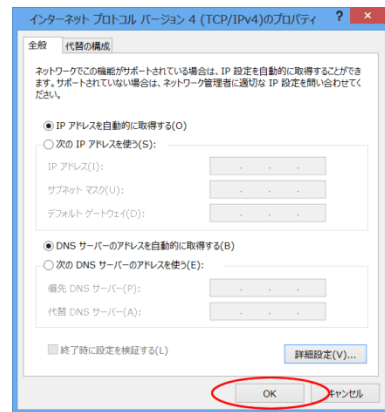 インターネット プロトコル バージョン 4 (TCP/IPv4)のプロパティ ? ×
全般 代替の構成
ネットワークでこの機能がサポートされている場合は、IP 設定を自動的に取得することができ
ます。サポートされていない場合は、ネットワーク管理者に適切な IP 設定を問い合わせてく
ださい。
IP アドレスを自動的に取得する(O)
次の IP アドレスを使う(S):
IP アドレス(I):
サブネット マスク(U):
デフォルト ゲートウェイ(D):
DNS サーバーのアドレスを自動的に取得する(B)
次の DNS サーバーのアドレスを使う(E):
優先 DNS サーバー(P):
代替 DNS サーバー(A):
終了時に設定を検証する(L)
詳細設定(V)...
OK キャンセル